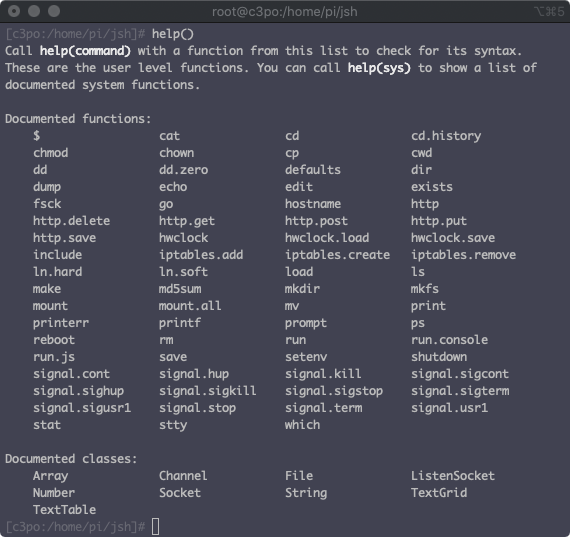 root@c3po:/home/pi/jsh ⌥⌘5
[c3po:/home/pi/jsh]# help()
Call help(command) with a function from this list to check for its syntax.
These are the user level functions. You can call help(sys) to show a list of
documented system functions.
Documented functions:
$ cat cd cd.history
chmod chown cp cwd
dd dd.zero defaults dir
dump echo edit exists
fsck go hostname http
http.delete http.get http.post http.put
http.save hwclock hwclock.load hwclock.save
include iptables.add iptables.create iptables.remove
ln.hard ln.soft load ls
make md5sum mkdir mkfs
mount mount.all mv print
printerr printf prompt ps
reboot rm run run.console
run.js save setenv shutdown
signal.cont signal.hup signal.kill signal.sigcont
signal.sighup signal.sigkill signal.sigstop signal.sigterm
signal.sigusr1 signal.stop signal.term signal.usr1
stat stty which
Documented classes:
Array Channel File ListenSocket
Number Socket String TextGrid
TextTable
[c3po:/home/pi/jsh]#